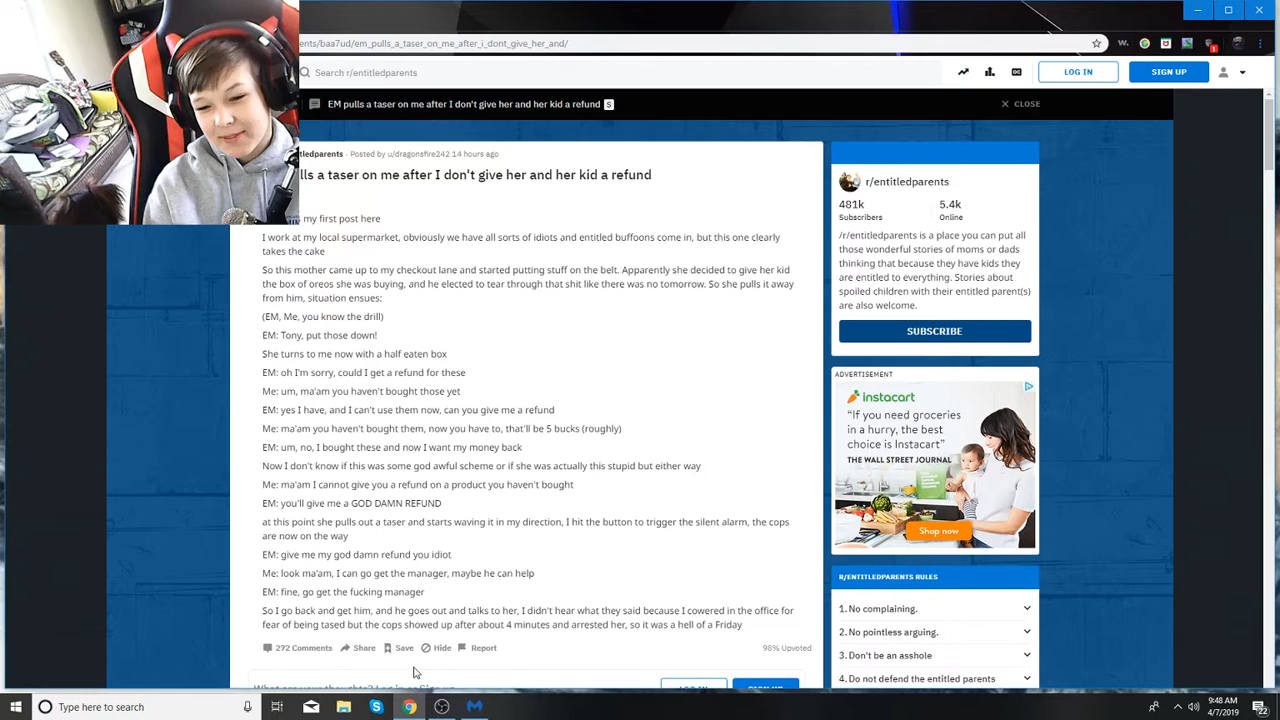 ents/baa7ud/em_pulls_a_taser_on_me_after_i_dont_give_her_and/
Search r/entitledparents
LOG IN
SIGN UP
EM pulls a taser on me after I don't give her and her kid a refund S
CLOSE
tledparents · Posted by u/dragonsfire242 14 hours ago
lls a taser on me after I don't give her and her kid a refund
my first post here
I work at my local supermarket, obviously we have all sorts of idiots and entitled buffoons come in, but this one clearly
takes the cake
So this mother came up to my checkout lane and started putting stuff on the belt. Apparently she decided to give her kid
the box of oreos she was buying, and he elected to tear through that shit like there was no tomorrow. So she pulls it away
from him, situation ensues:
(EM, Me, you know the drill)
EM: Tony, put those down!
She turns to me now with a half eaten box
EM: oh I'm sorry, could I get a refund for these
Me: um, ma'am you haven't bought those yet
EM: yes I have, and I can't use them now, can you give me a refund
Me: ma'am you haven't bought them, now you have to, that'll be 5 bucks (roughly)
EM: um, no, I bought these and now I want my money back
Now I don't know if this was some god awful scheme or if she was actually this stupid but either way
Me: ma'am I cannot give you a refund on a product you haven't bought
EM: you'll give me a GOD DAMN REFUND
at this point she pulls out a taser and starts waving it in my direction, I hit the button to trigger the silent alarm, the cops
are now on the way
EM: give me my god damn refund you idiot
Me: look ma'am, I can go get the manager, maybe he can help
EM: fine, go get the fucking manager
So I go back and get him, and he goes out and talks to her, I didn't hear what they said because I cowered in the office for
fear of being tased but the cops showed up after about 4 minutes and arrested her, so it was a hell of a Friday
272 Comments Share Save Hide Report 98% Upvoted
What are your thoughts? Log in or Sign up
LOG IN SIGN UP
r/entitledparents
481k 5.4k
Subscribers Online
/r/entitledparents is a place you can put all
those wonderful stories of moms or dads
thinking that because they have kids they
are entitled to everything. Stories about
spoiled children with their entitled parent(s)
are also welcome.
SUBSCRIBE
ADVERTISEMENT
instacart
“If you need groceries
in a hurry, the best
choice is Instacart”
THE WALL STREET JOURNAL
Shop now
R/ENTITLEDPARENTS RULES
1. No complaining.
2. No pointless arguing.
3. Don't be an asshole
4. Do not defend the entitled parents
Type here to search
9:48 AM
4/7/2019
22